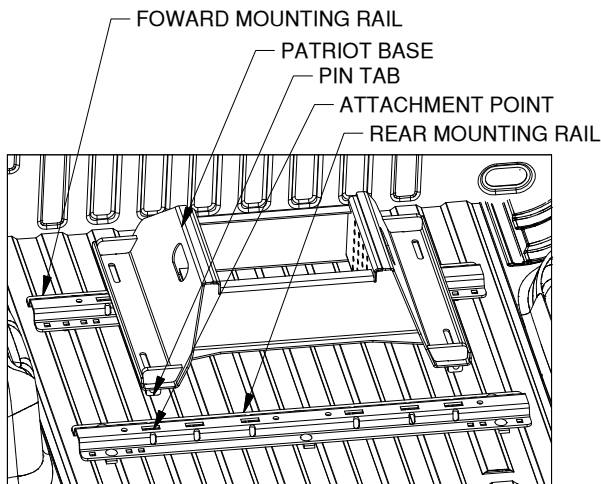 FOWARD MOUNTING RAIL
PATRIOT BASE
PIN TAB
ATTACHMENT POINT
REAR MOUNTING RAIL